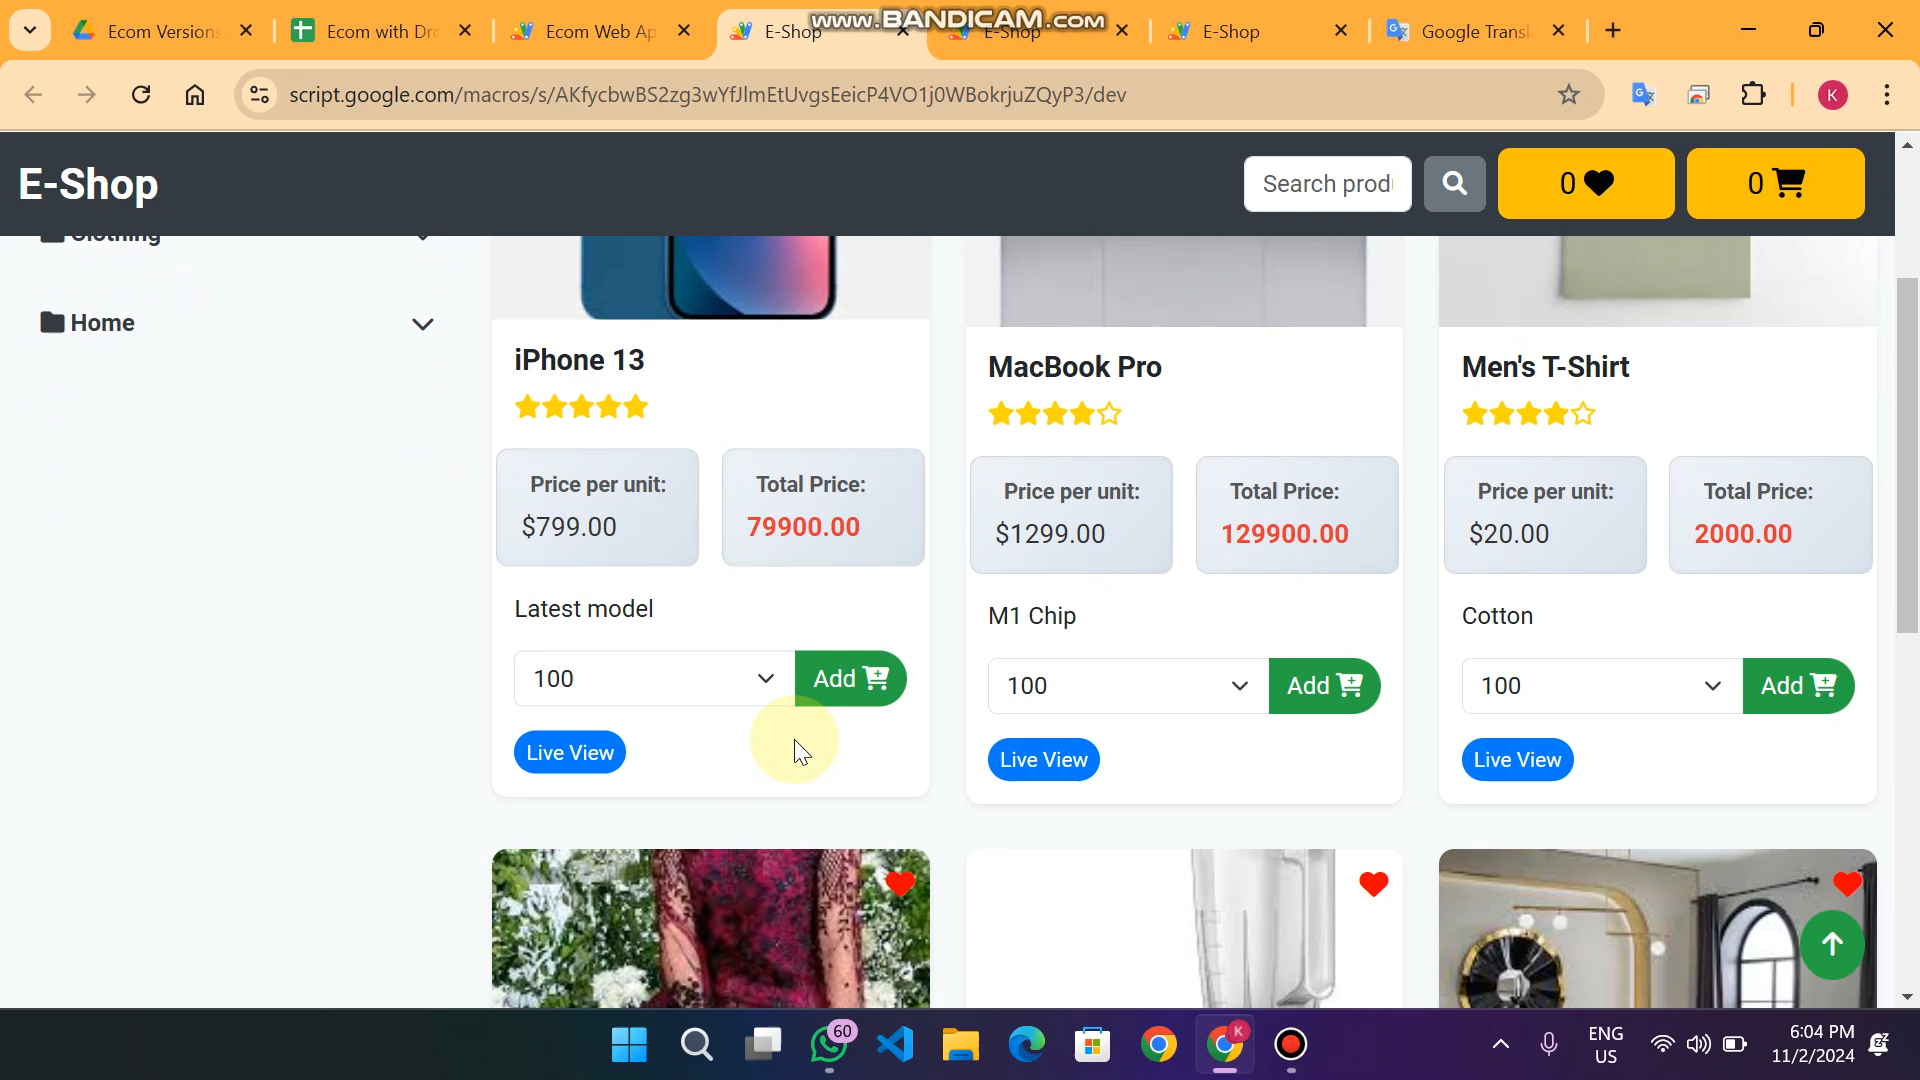 www.BANDICAM.com
Ecom Versions
Ecom with Dr
Ecom Web Ap
E-Shop
E-Shop
E-Shop
Google Transl
script.google.com/macros/s/AKfycbwBS2zg3wYfJlmEtUvgsEeicP4VO1j0WBokrjuZQyP3/dev
K
E-Shop
Search prod
0
0
Clothing
Home
iPhone 13
Price per unit:
$799.00
Total Price:
79900.00
Latest model
100
Add
Live View
MacBook Pro
Price per unit:
$1299.00
Total Price:
129900.00
M1 Chip
100
Add
Live View
Men's T-Shirt
Price per unit:
$20.00
Total Price:
2000.00
Cotton
100
Add
Live View
60
K
ENG
US
6:04 PM
11/2/2024